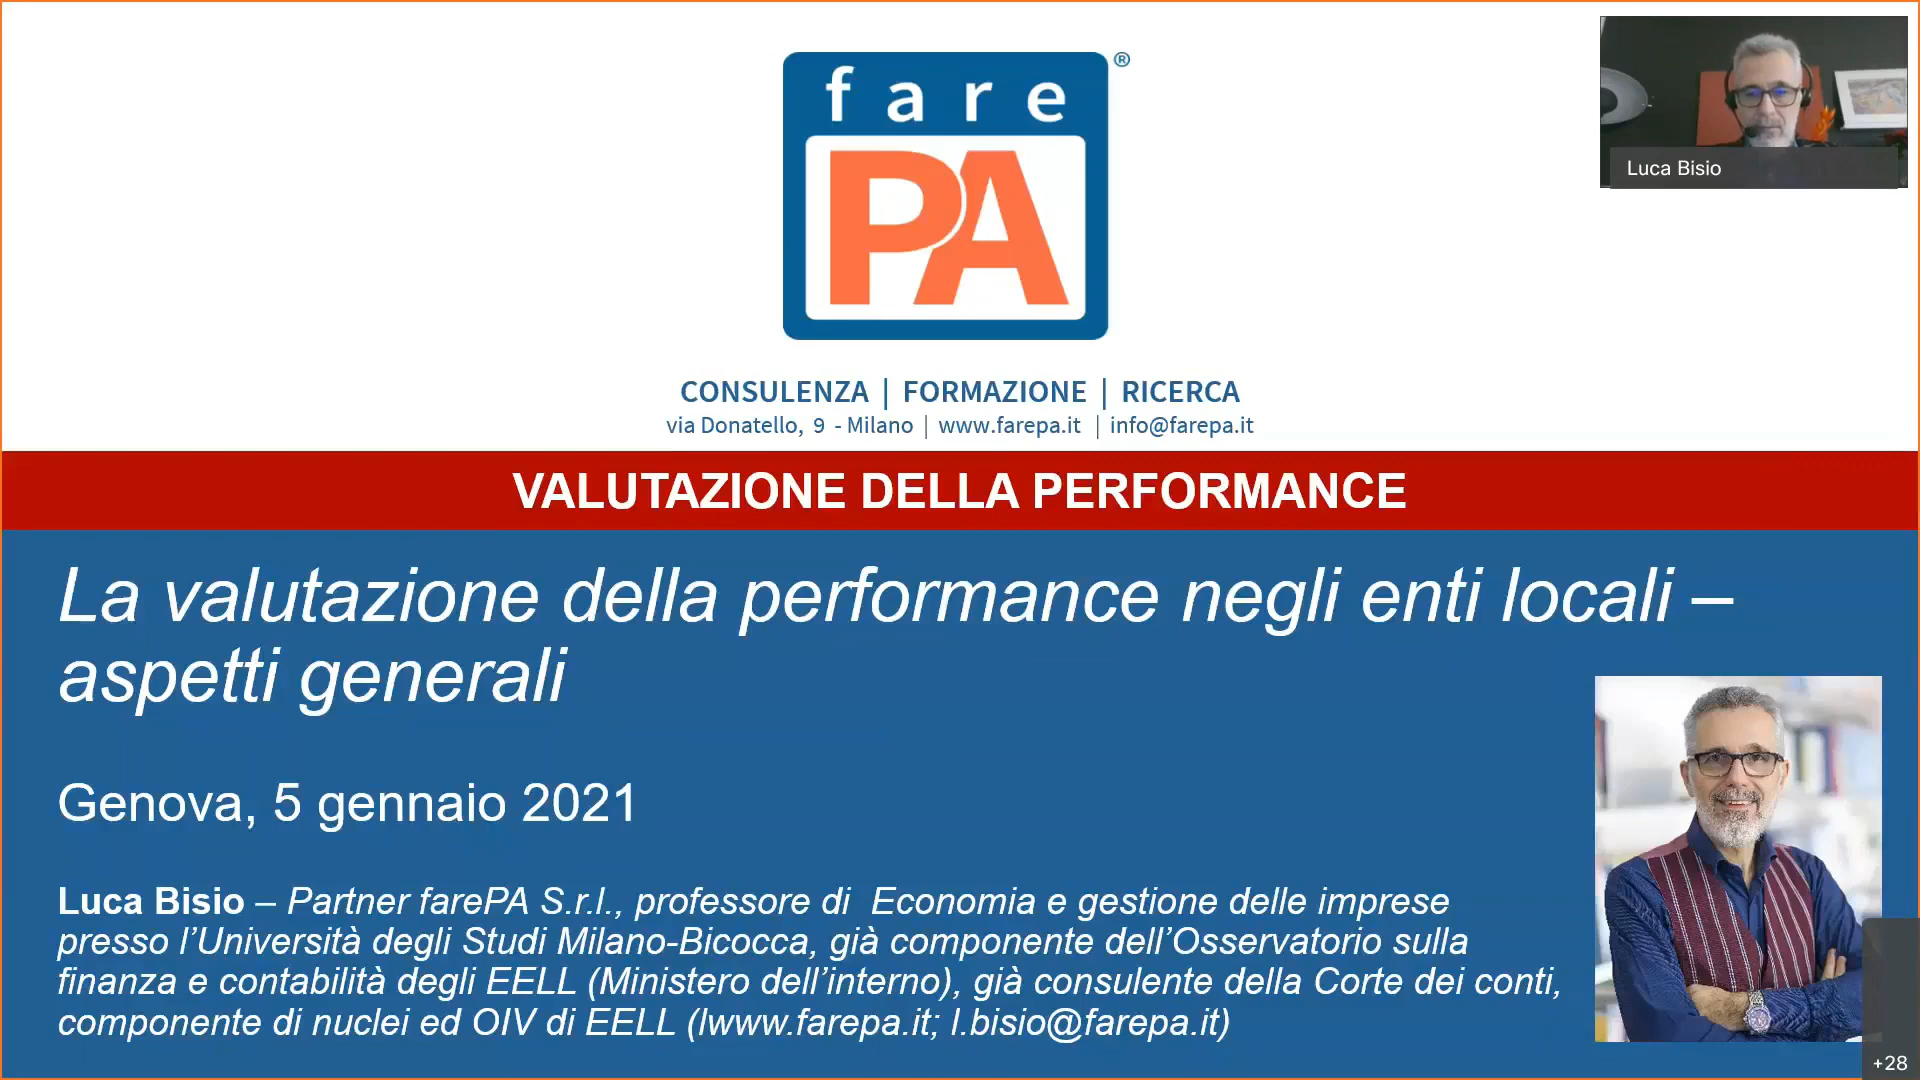 fare
®
PA
Luca Bisio
CONSULENZA | FORMAZIONE | RICERCA
via Donatello, 9 - Milano | www.farepa.it | info@farepa.it
VALUTAZIONE DELLA PERFORMANCE
La valutazione della performance negli enti locali –
aspetti generali
Genova, 5 gennaio 2021
Luca Bisio – Partner farePA S.r.l., professore di Economia e gestione delle imprese
presso l’Università degli Studi Milano-Bicocca, già componente dell’Osservatorio sulla
finanza e contabilità degli EELL (Ministero dell’interno), già consulente della Corte dei conti,
componente di nuclei ed OIV di EELL (lwww.farepa.it; l.bisio@farepa.it)
+28